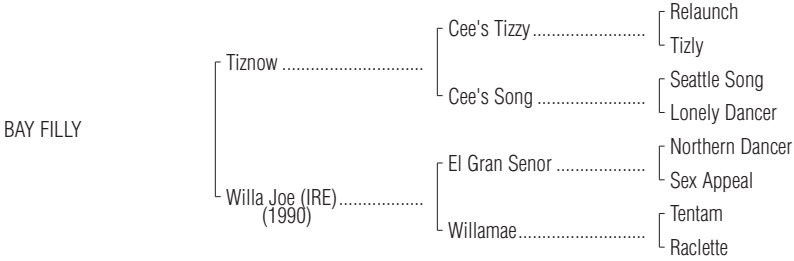 Relaunch
Cee's Tizzy........................
Tizly
Tiznow ..............................
Seattle Song
Cee's Song .......................
Lonely Dancer
BAY FILLY
Northern Dancer
El Gran Senor ...................
Sex Appeal
Willa Joe (IRE)..................
(1990)
Tentam
Willamae...........................
Raclette